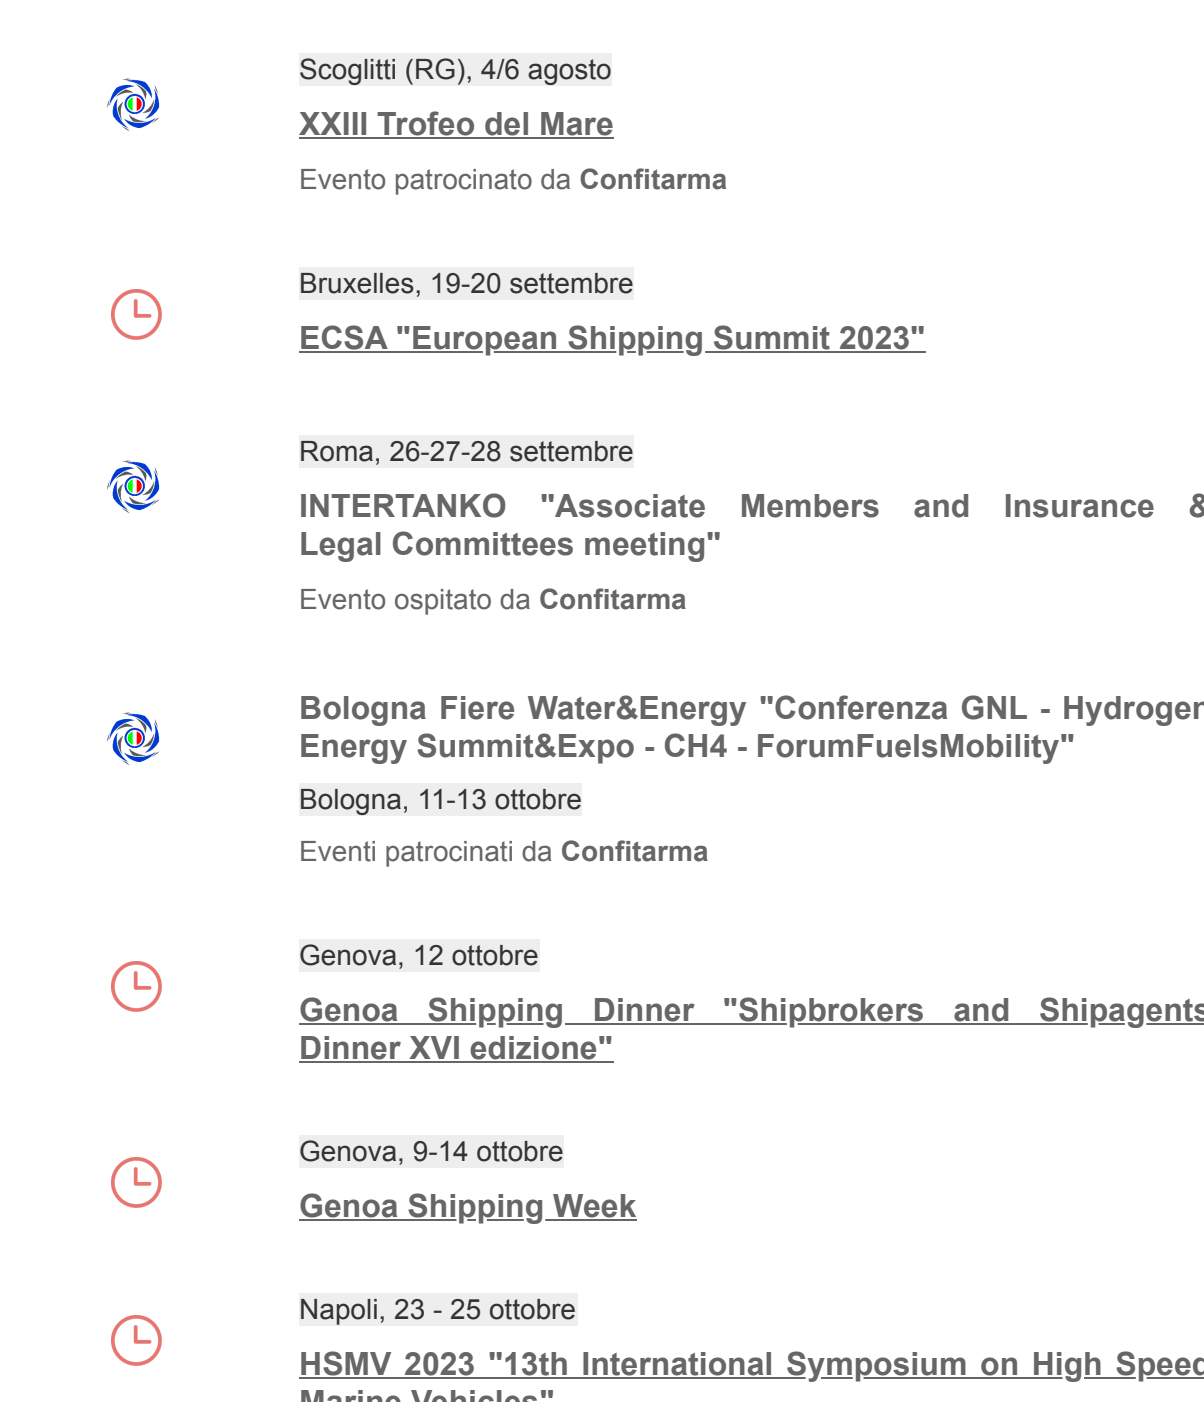 Scoglitti (RG), 4/6 agosto
XXIII Trofeo del Mare
Evento patrocinato da Confitarma
Bruxelles, 19-20 settembre
ECSA "European Shipping Summit 2023"
Roma, 26-27-28 settembre
INTERTANKO "Associate Members and Insurance &
Legal Committees meeting"
Evento ospitato da Confitarma
Bologna Fiere Water&Energy "Conferenza GNL - Hydrogen
Energy Summit&Expo - CH4 - ForumFuelsMobility"
Bologna, 11-13 ottobre
Eventi patrocinati da Confitarma
Genova, 12 ottobre
Genoa Shipping Dinner "Shipbrokers and Shipagents
Dinner XVI edizione"
Genova, 9-14 ottobre
Genoa Shipping Week
Napoli, 23 - 25 ottobre
HSMV 2023 "13th International Symposium on High Speed
Marine Vehicles"